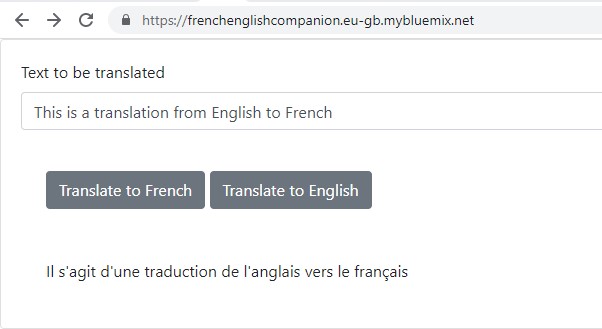 https://frenchenglishcompanion.eu-gb.mybluemix.net
Text to be translated
This is a translation from English to French
Translate to French Translate to English
Il s'agit d'une traduction de l'anglais vers le français